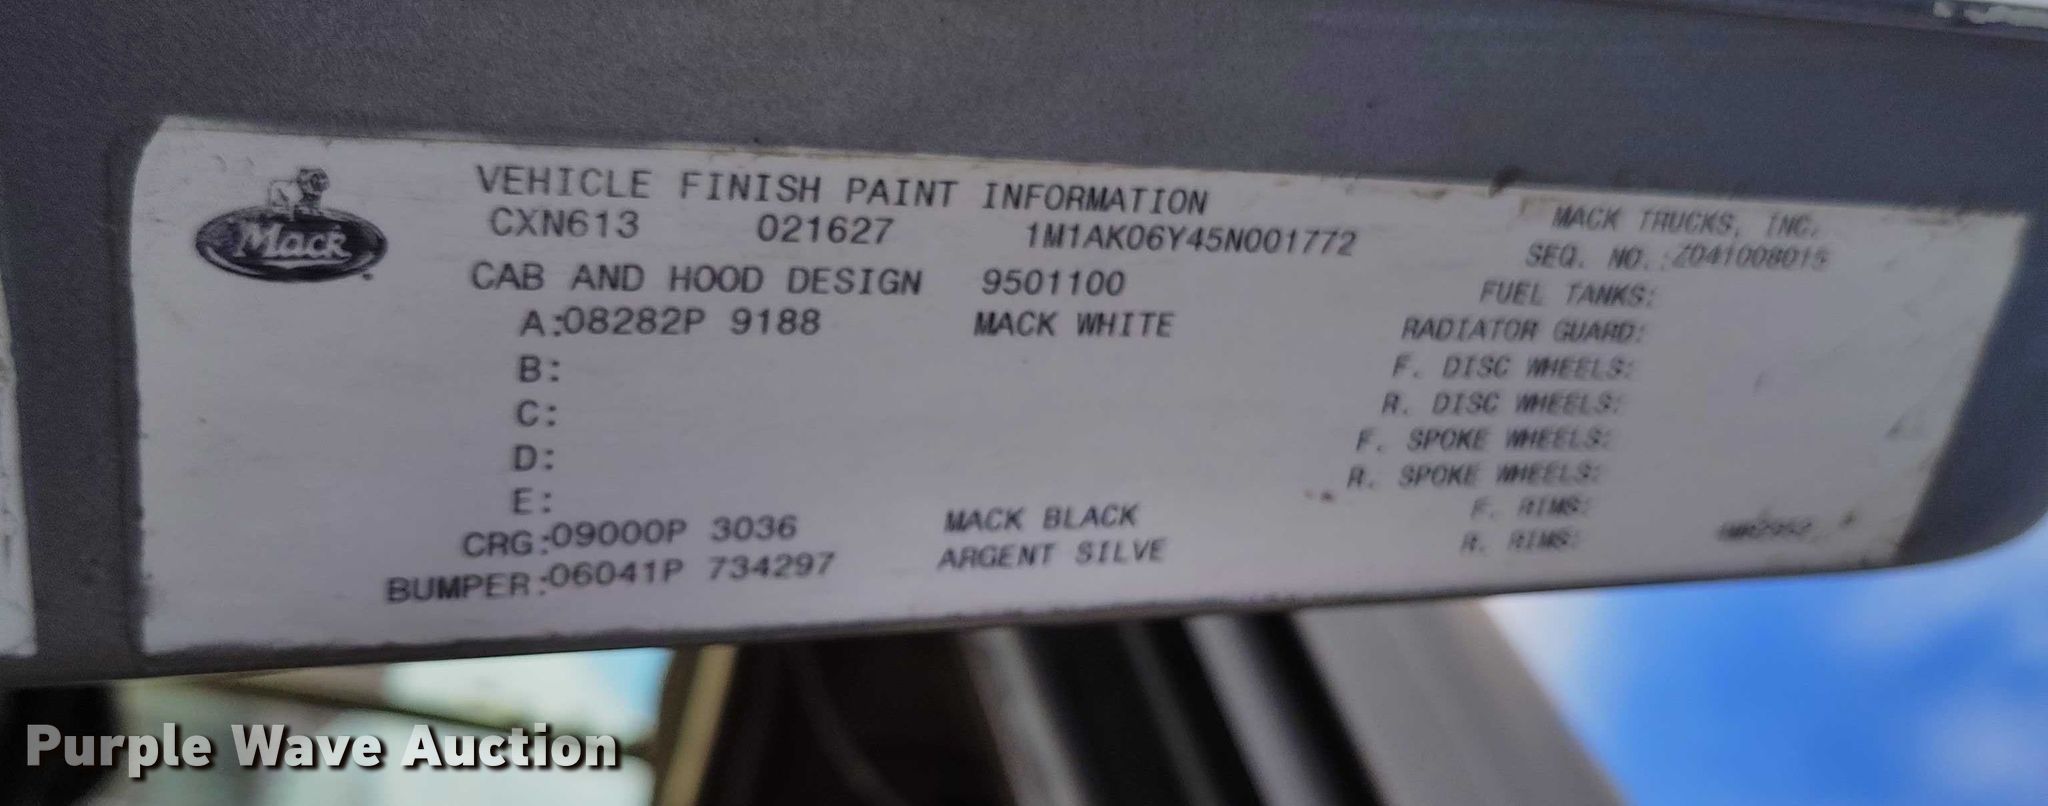 Mack
VEHICLE FINISH PAINT INFORMATION
CXN613 021627 1M1AK06Y45N001772
CAB AND HOOD DESIGN 9501100
A:08282P 9188 MACK WHITE
B:
C:
D:
E:
CRG:09000P 3036 MACK BLACK
BUMPER:06041P 734297 ARGENT SILVE
MACK TRUCKS, INC.
SEQ. NO.:Z041008015
FUEL TANKS:
RADIATOR GUARD:
F. DISC WHEELS:
R. DISC WHEELS:
F. SPOKE WHEELS:
R. SPOKE WHEELS:
F. RIMS:
R. RIMS:
Purple Wave Auction